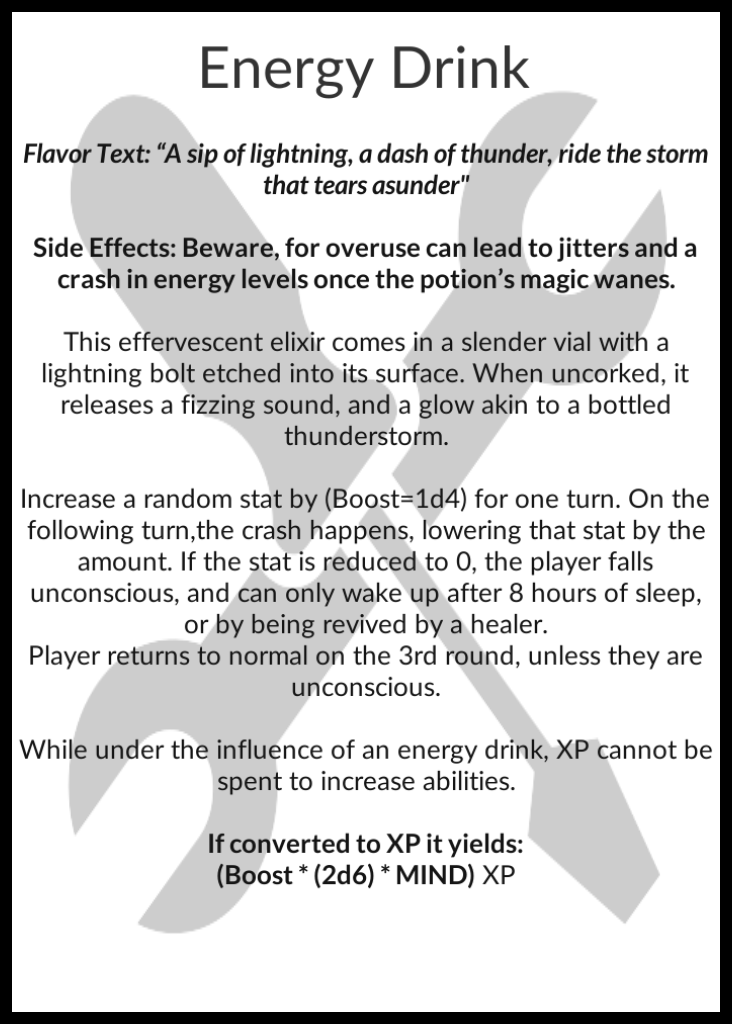 Energy Drink
Flavor Text: “A sip of lightning, a dash of thunder, ride the storm
that tears asunder"
Side Effects: Beware, for overuse can lead to jitters and a
crash in energy levels once the potion’s magic wanes.
This effervescent elixir comes in a slender vial with a
lightning bolt etched into its surface. When uncorked, it
releases a fizzing sound, and a glow akin to a bottled
thunderstorm.
Increase a random stat by (Boost=1d4) for one turn. On the
following turn,the crash happens, lowering that stat by the
amount. If the stat is reduced to 0, the player falls
unconscious, and can only wake up after 8 hours of sleep,
or by being revived by a healer.
Player returns to normal on the 3rd round, unless they are
unconscious.
While under the influence of an energy drink, XP cannot be
spent to increase abilities.
If converted to XP it yields:
(Boost * (2d6) * MIND) XP